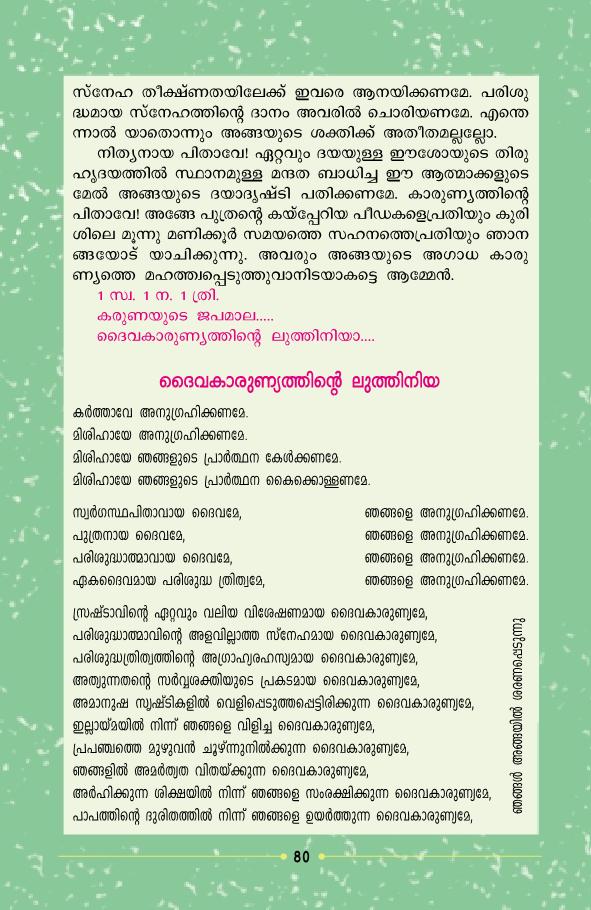 സ്നേഹ തീക്ഷ്ണതയിലേക്ക് ഇവരെ ആനയിക്കണമേ. പരിശു
ദ്ധമായ സ്നേഹത്തിന്റെ ദാനം അവരിൽ ചൊരിയണമേ. എന്തെ
ന്നാൽ യാതൊന്നും അങ്ങയുടെ ശക്തിക്ക് അതീതമല്ലല്ലോ.
നിത്യനായ പിതാവേ! ഏറ്റവും ദയയുള്ള ഈശോയുടെ തിരു
ഹൃദയത്തിൽ സ്ഥാനമുള്ള മന്ദത ബാധിച്ച ഈ ആത്മാക്കളുടെ
മേൽ അങ്ങയുടെ ദയാദൃഷ്ടി പതിക്കണമേ. കാരുണ്യത്തിന്റെ
പിതാവേ! അങ്ങേ പുത്രന്റെ കയ്പ്പേറിയ പീഡകളെപ്രതിയും കുരി
ശിലെ മൂന്നു മണിക്കൂർ സമയത്തെ സഹനത്തെപ്രതിയും ഞാന
ങ്ങയോട് യാചിക്കുന്നു. അവരും അങ്ങയുടെ അഗാധ കാരു
ണ്യത്തെ മഹത്ത്വപ്പെടുത്തുവാനിടയാകട്ടെ ആമ്മേൻ.
1 സ്വ. 1 ന. 1 ത്രി.
കരുണയുടെ ജപമാല.....
ദൈവകാരുണ്യത്തിന്റെ ലുത്തിനിയാ....
ദൈവകാരുണ്യത്തിന്റെ ലുത്തിനിയ
കർത്താവേ അനുഗ്രഹിക്കണമേ.
മിശിഹായേ അനുഗ്രഹിക്കണമേ.
മിശിഹായേ ഞങ്ങളുടെ പ്രാർത്ഥന കേൾക്കണമേ.
മിശിഹായേ ഞങ്ങളുടെ പ്രാർത്ഥന കൈക്കൊള്ളണമേ.
സ്വർഗസ്ഥപിതാവായ ദൈവമേ, ഞങ്ങളെ അനുഗ്രഹിക്കണമേ.
പുത്രനായ ദൈവമേ, ഞങ്ങളെ അനുഗ്രഹിക്കണമേ.
പരിശുദ്ധാത്മാവായ ദൈവമേ, ഞങ്ങളെ അനുഗ്രഹിക്കണമേ.
ഏകദൈവമായ പരിശുദ്ധ ത്രിത്വമേ, ഞങ്ങളെ അനുഗ്രഹിക്കണമേ.
സ്രഷ്ടാവിന്റെ ഏറ്റവും വലിയ വിശേഷണമായ ദൈവകാരുണ്യമേ,
പരിശുദ്ധാത്മാവിന്റെ അളവില്ലാത്ത സ്നേഹമായ ദൈവകാരുണ്യമേ,
പരിശുദ്ധത്രിത്വത്തിന്റെ അഗ്രാഹ്യരഹസ്യമായ ദൈവകാരുണ്യമേ,
അത്യുന്നതന്റെ സർവ്വശക്തിയുടെ പ്രകടമായ ദൈവകാരുണ്യമേ,
അമാനുഷ സൃഷ്ടികളിൽ വെളിപ്പെടുത്തപ്പെട്ടിരിക്കുന്ന ദൈവകാരുണ്യമേ,
ഇല്ലായ്മയിൽ നിന്ന് ഞങ്ങളെ വിളിച്ച ദൈവകാരുണ്യമേ,
പ്രപഞ്ചത്തെ മുഴുവൻ ചൂഴ്ന്നുനിൽക്കുന്ന ദൈവകാരുണ്യമേ,
ഞങ്ങളിൽ അമർത്യത വിതയ്ക്കുന്ന ദൈവകാരുണ്യമേ,
അർഹിക്കുന്ന ശിക്ഷയിൽ നിന്ന് ഞങ്ങളെ സംരക്ഷിക്കുന്ന ദൈവകാരുണ്യമേ,
പാപത്തിന്റെ ദുരിതത്തിൽ നിന്ന് ഞങ്ങളെ ഉയർത്തുന്ന ദൈവകാരുണ്യമേ,
ഞങ്ങൾ അങ്ങയിൽ ശരണപ്പെടുന്നു
80